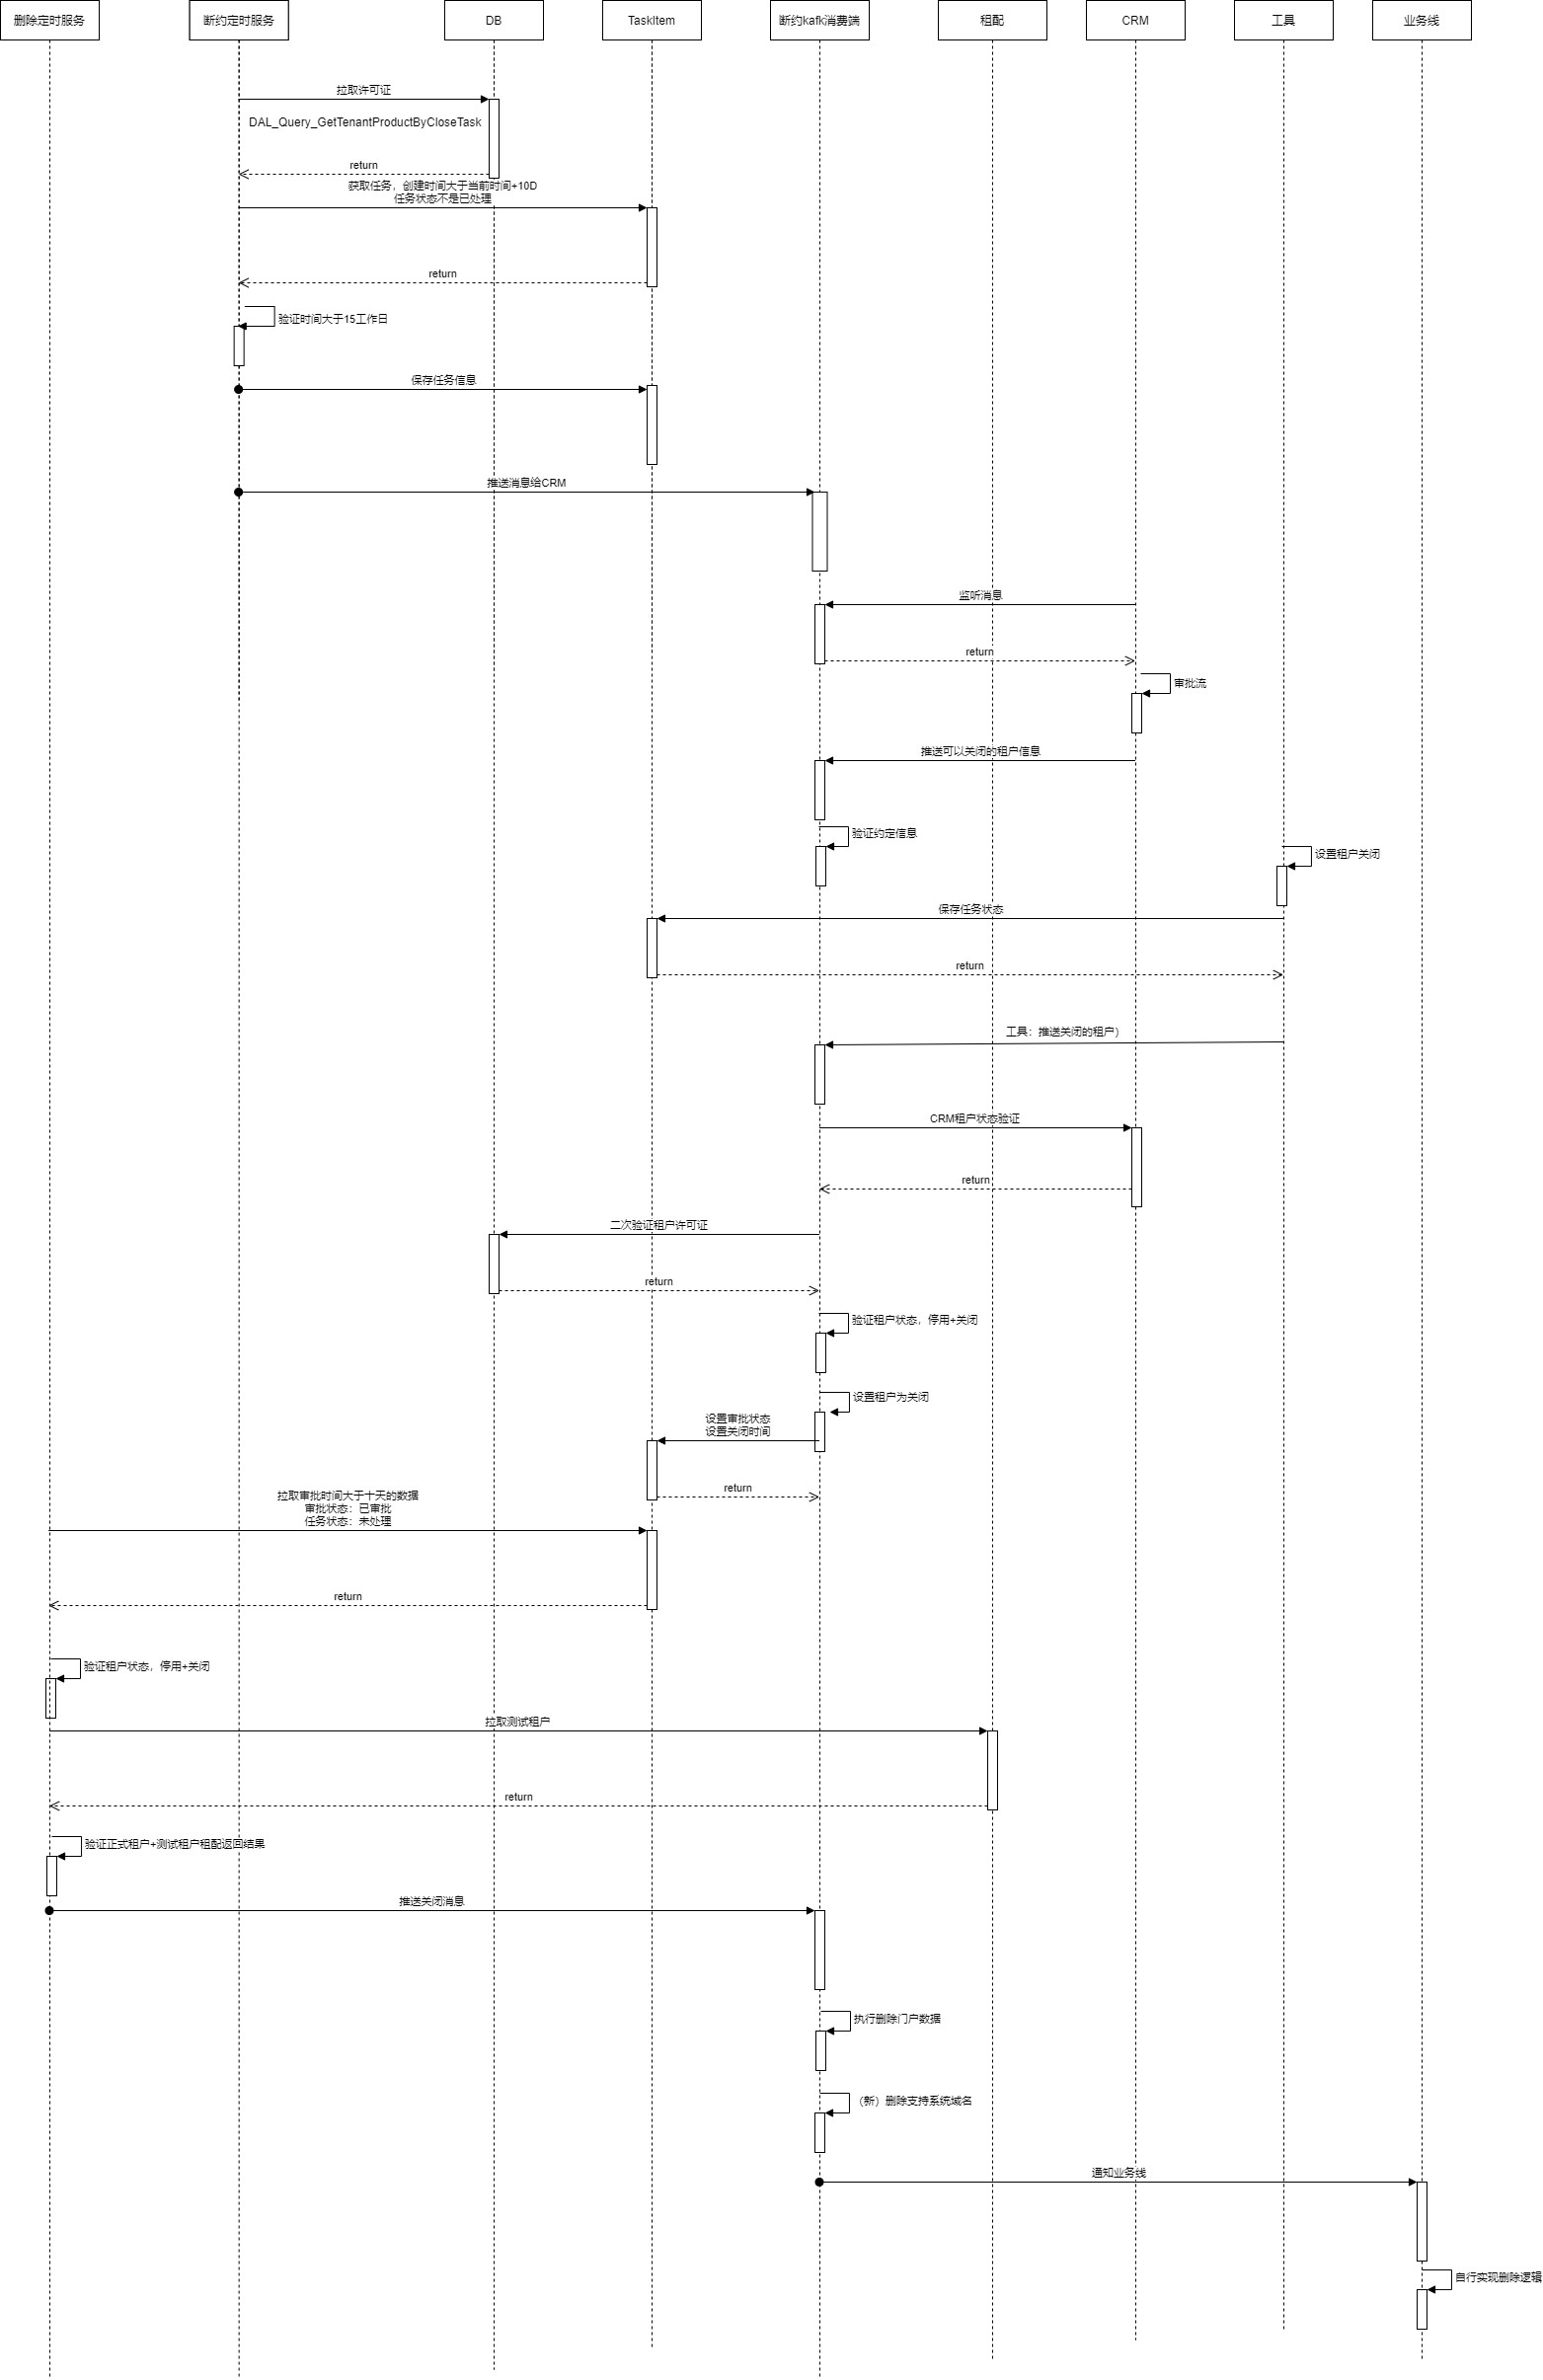 删除定时服务
断约定时服务
DB
TaskItem
断约kafk消费端
租配
CRM
工具
业务线
拉取许可证
DAL_Query_GetTenantProductByCloseTask
return
获取任务，创建时间大于当前时间+10D
任务状态不是已处理
return
验证时间大于15工作日
保存任务信息
推送消息给CRM
监听消息
return
审批流
推送可以关闭的租户信息
验证约定信息
设置租户关闭
保存任务状态
return
工具：推送关闭的租户）
CRM租户状态验证
return
二次验证租户许可证
return
验证租户状态，停用+关闭
设置租户为关闭
设置审批状态
设置关闭时间
return
拉取审批时间大于十天的数据
审批状态：已审批
任务状态：未处理
return
验证租户状态，停用+关闭
拉取测试租户
return
验证正式租户+测试租户租配返回结果
推送关闭消息
执行删除门户数据
（新）删除支持系统域名
通知业务线
自行实现删除逻辑